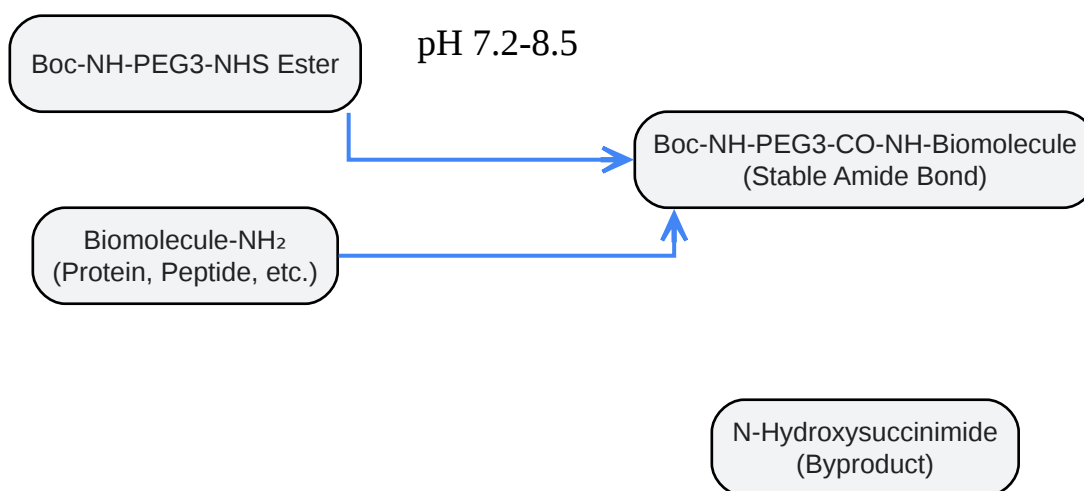 Boc-NH-PEG3-NHS Ester
pH 7.2-8.5
Boc-NH-PEG3-CO-NH-Biomolecule
(Stable Amide Bond)
Biomolecule-NH₂
(Protein, Peptide, etc.)
N-Hydroxysuccinimide
(Byproduct)